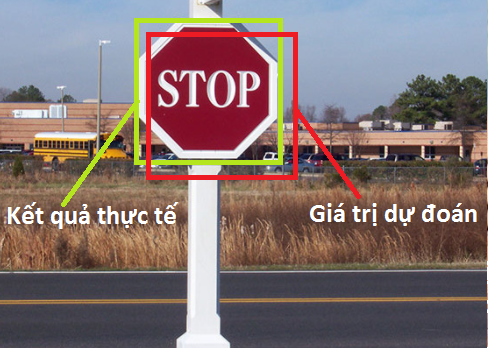 STOP
Kết quả thực tế
Giá trị dự đoán